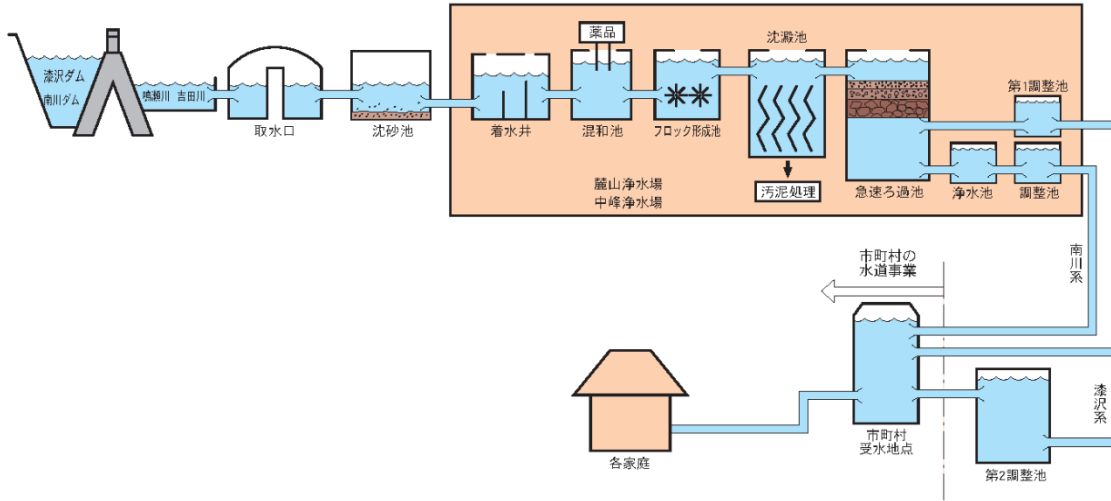 漆沢ダム
南川ダム
鳴瀬川 吉田川
取水口
沈砂池
着水井
薬品
混和池
フロック形成池
沈澱池
汚泥処理
急速ろ過池
第1調整池
浄水池
調整池
麓山浄水場
中峰浄水場
南川系
市町村の
水道事業
各家庭
市町村
受水地点
第2調整池
漆沢系